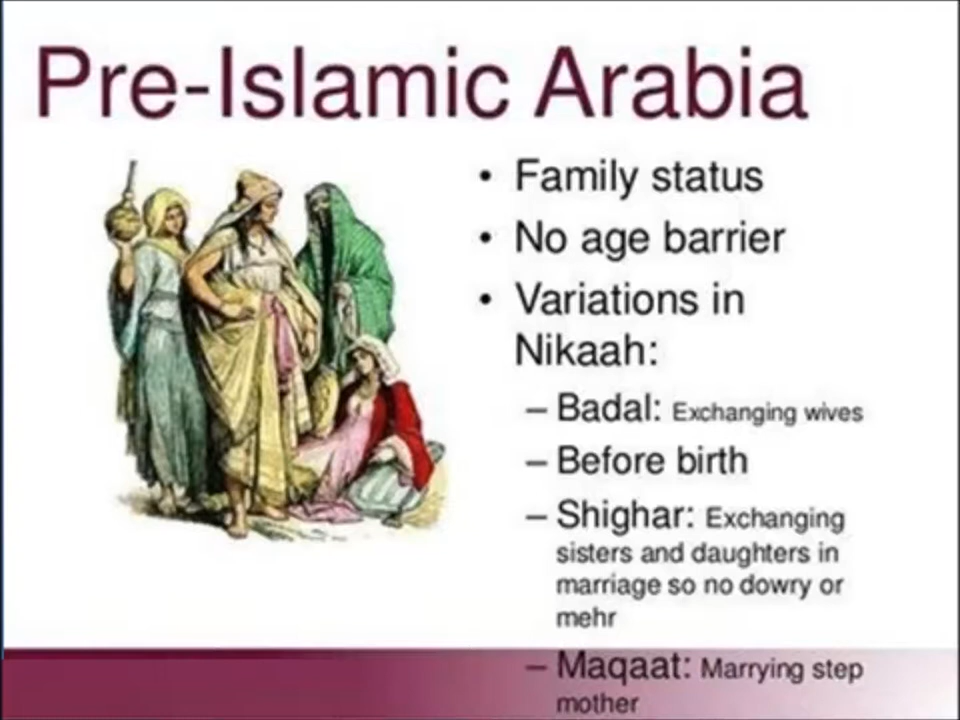 Pre-Islamic Arabia
• Family status
• No age barrier
• Variations in
Nikaah:
– Badal: Exchanging wives
– Before birth
– Shighar: Exchanging
sisters and daughters in
marriage so no dowry or
mehr
– Maqaat: Marrying step
mother